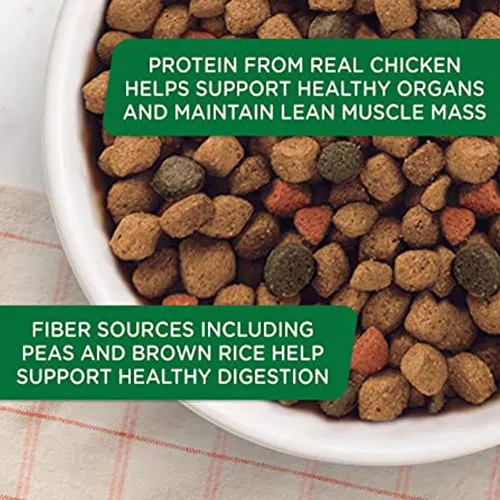 PROTEIN FROM REAL CHICKEN
HELPS SUPPORT HEALTHY ORGANS
AND MAINTAIN LEAN MUSCLE MASS
FIBER SOURCES INCLUDING
PEAS AND BROWN RICE HELP
SUPPORT HEALTHY DIGESTION